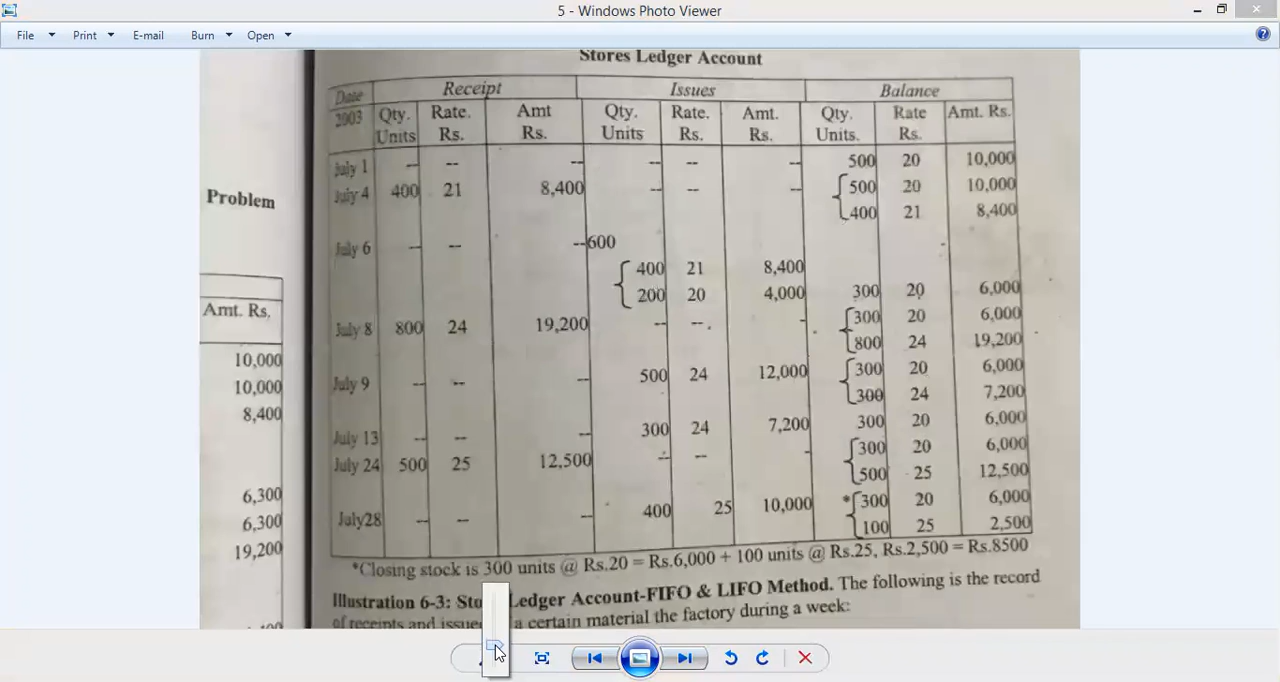 5 - Windows Photo Viewer
File Print E-mail Burn Open
Stores Ledger Account
Date Receipt Issues Balance
2003 Qty. Rate. Amt Qty. Rate. Amt. Qty. Rate Amt. Rs.
Units Rs. Rs. Units Rs. Rs. Units. Rs.
July 1 -- -- -- -- -- -- 500 20 10,000
July 4 400 21 8,400 -- -- -- 500 20 10,000
400 21 8,400
July 6 -- -- -- 600
400 21 8,400
200 20 4,000 300 20 6,000
July 8 800 24 19,200 -- -- - 300 20 6,000
800 24 19,200
July 9 -- -- -- 500 24 12,000 300 20 6,000
300 24 7,200
July 13 -- -- -- 300 24 7,200 300 20 6,000
July 24 500 25 12,500 -- -- - 300 20 6,000
500 25 12,500
July28 -- -- -- 400 25 10,000 *300 20 6,000
100 25 2,500
*Closing stock is 300 units @ Rs.20 = Rs.6,000 + 100 units @ Rs.25, Rs.2,500 = Rs.8500
Illustration 6-3: Ledger Account-FIFO & LIFO Method. The following is the record
of receipts and a certain material the factory during a week:
Problem
Amt. Rs,
10,000
10,000
8,400
6,300
6,300
19,200